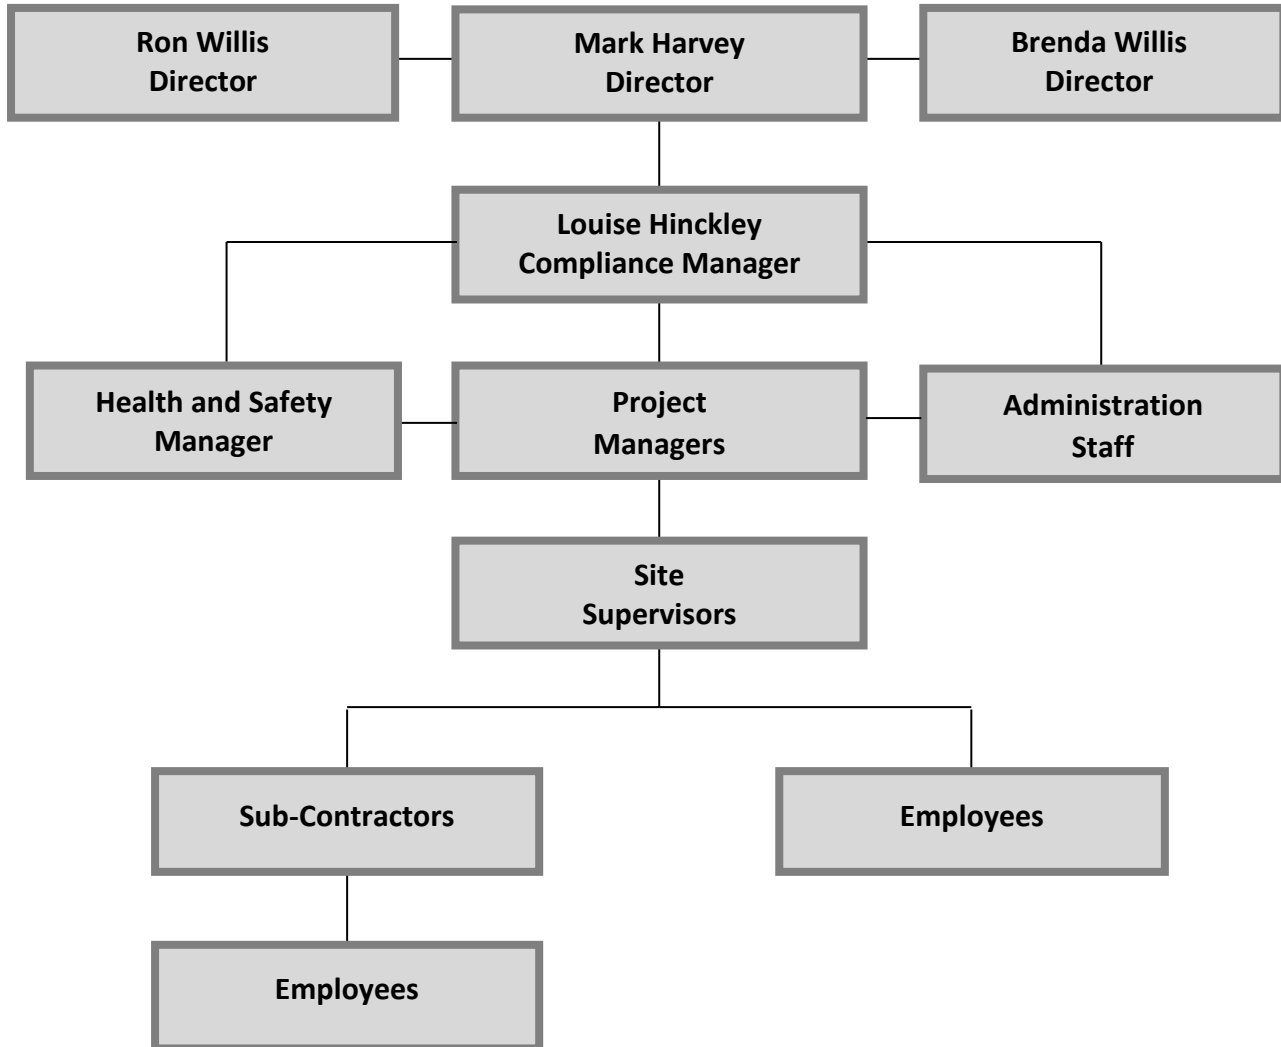 Ron Willis
Director
Mark Harvey
Director
Brenda Willis
Director
Louise Hinckley
Compliance Manager
Health and Safety
Manager
Project
Managers
Administration
Staff
Site
Supervisors
Sub-Contractors
Employees
Employees